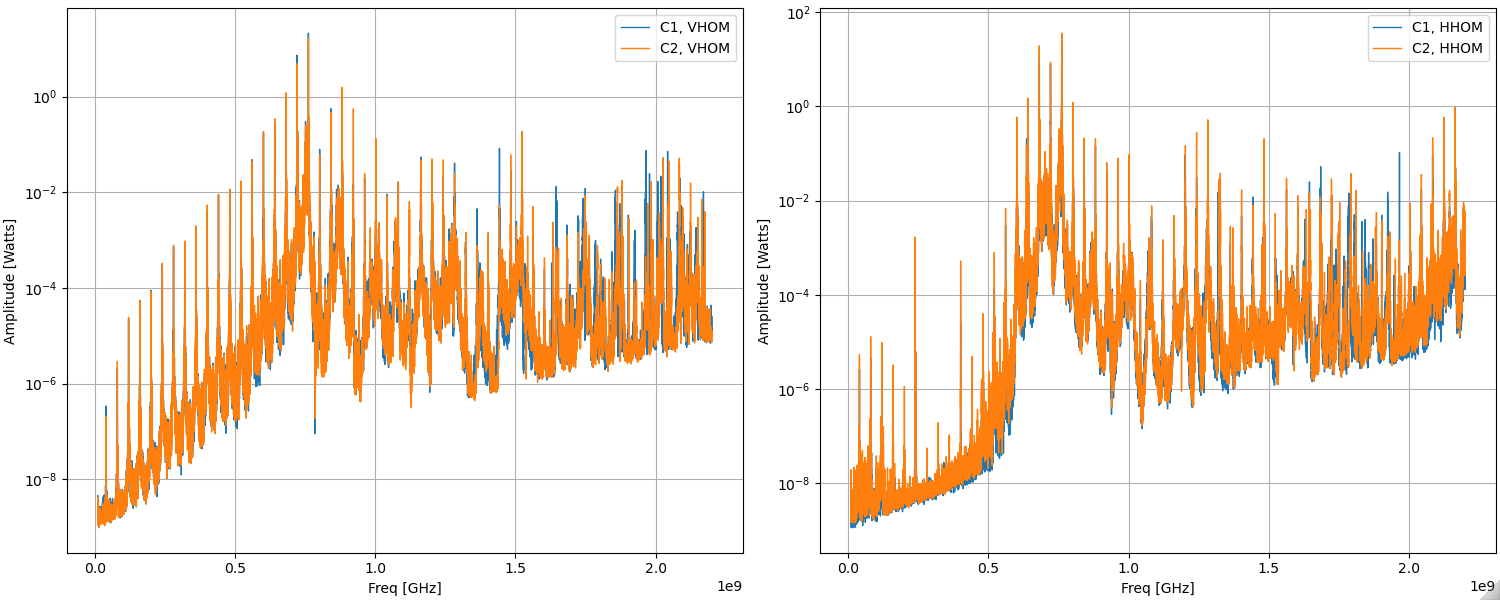 C1, VHOM
C2, VHOM
Amplitude [Watts]
10^0
10^-2
10^-4
10^-6
10^-8
0.0 0.5 1.0 1.5 2.0
1e9
Freq [GHz]
C1, HHOM
C2, HHOM
Amplitude [Watts]
10^2
10^0
10^-2
10^-4
10^-6
10^-8
0.0 0.5 1.0 1.5 2.0
1e9
Freq [GHz]